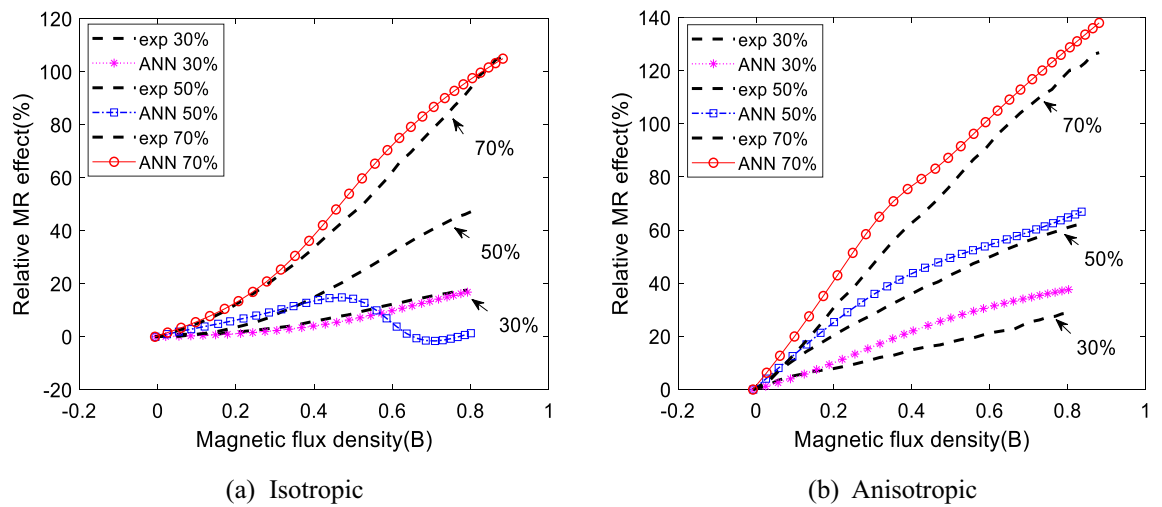 120
100
80
60
40
20
0
-20
Relative MR effect(%)
exp 30%
ANN 30%
exp 50%
ANN 50%
exp 70%
ANN 70%
70%
50%
30%
-0.2
0
0.2
0.4
0.6
0.8
1
Magnetic flux density(B)
(a) Isotropic
140
120
100
80
60
40
20
0
Relative MR effect(%)
exp 30%
ANN 30%
exp 50%
ANN 50%
exp 70%
ANN 70%
70%
50%
30%
-0.2
0
0.2
0.4
0.6
0.8
1
Magnetic flux density(B)
(b) Anisotropic